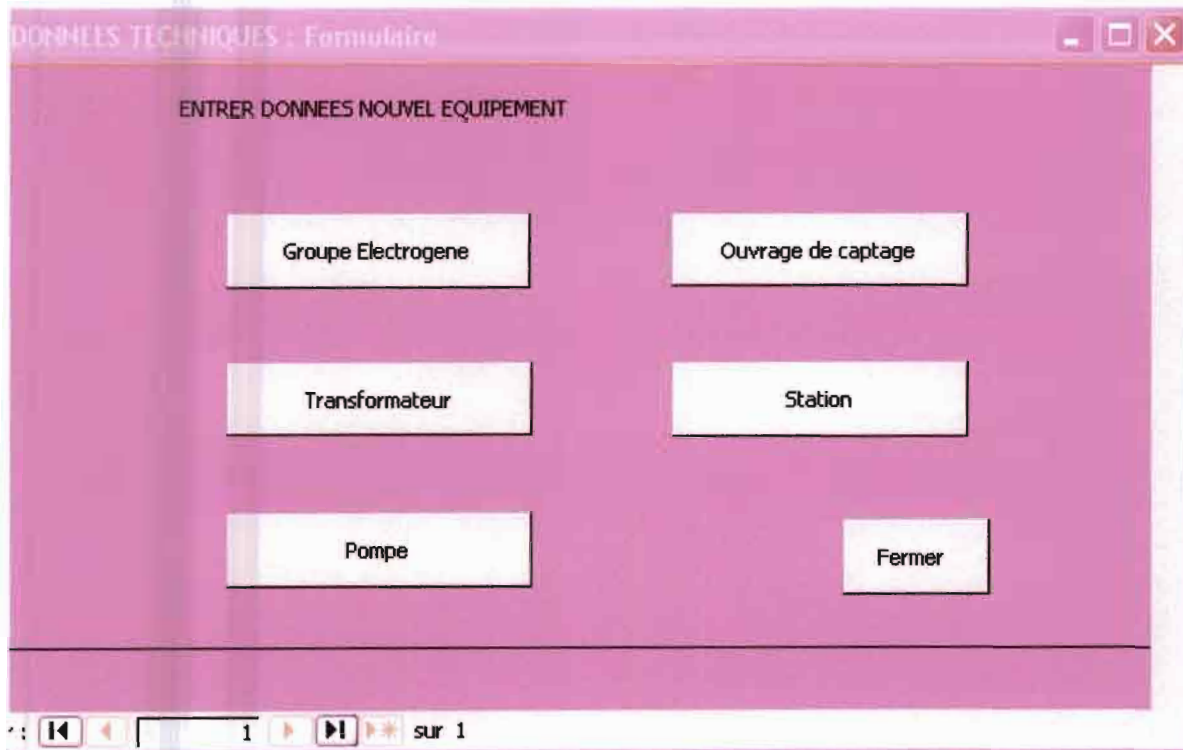 DONNEES TECHNIQUES : Formulaire
ENTRER DONNEES NOUVEL EQUIPEMENT
Groupe Electrogene
Ouvrage de captage
Transformateur
Station
Pompe
Fermer
r : 1 sur 1